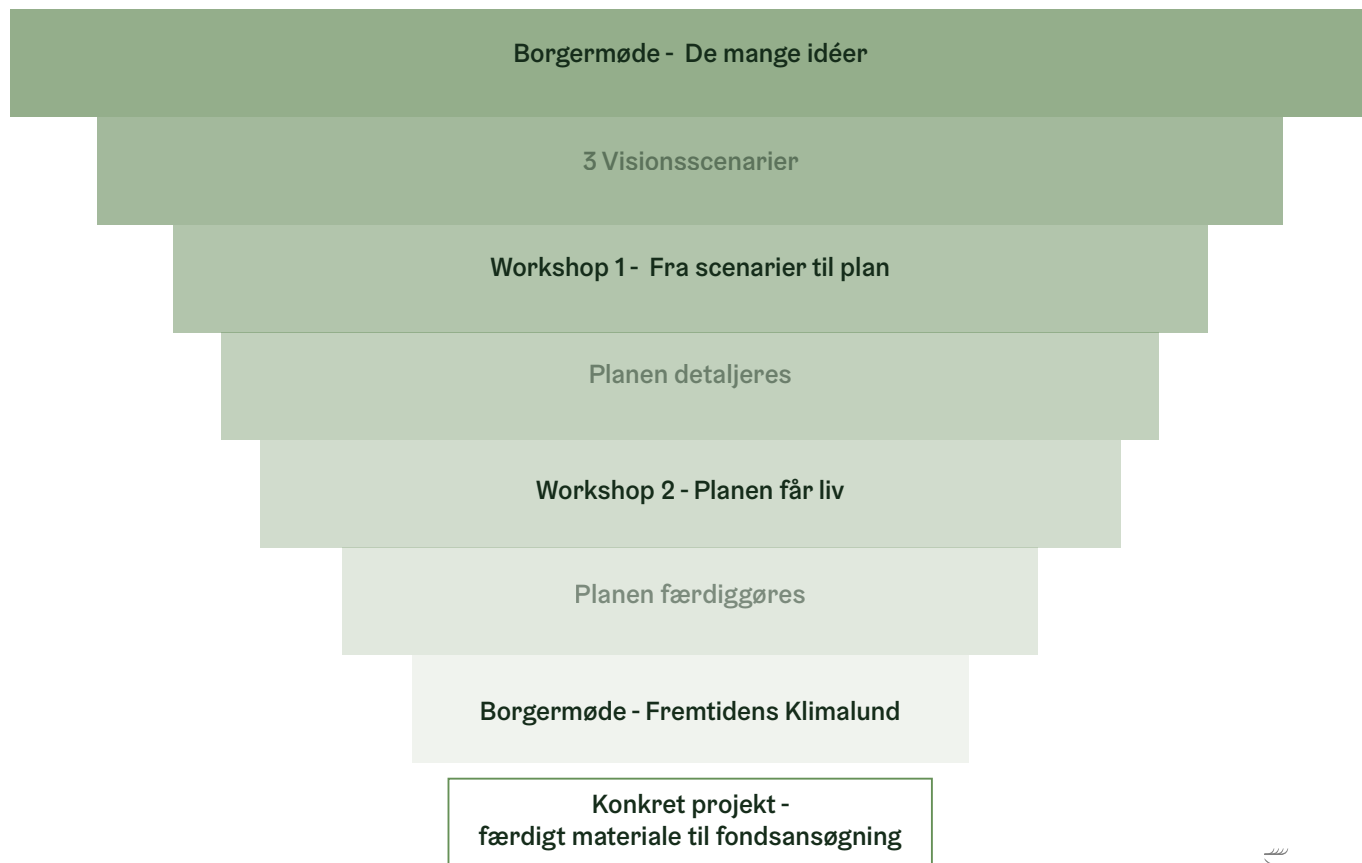 Borgermøde - De mange idéer
3 Visionsscenarier
Workshop 1 - Fra scenarier til plan
Planen detaljeres
Workshop 2 - Planen får liv
Planen færdiggøres
Borgermøde - Fremtidens Klimalund
Konkret projekt -
færdigt materiale til fondsansøgning